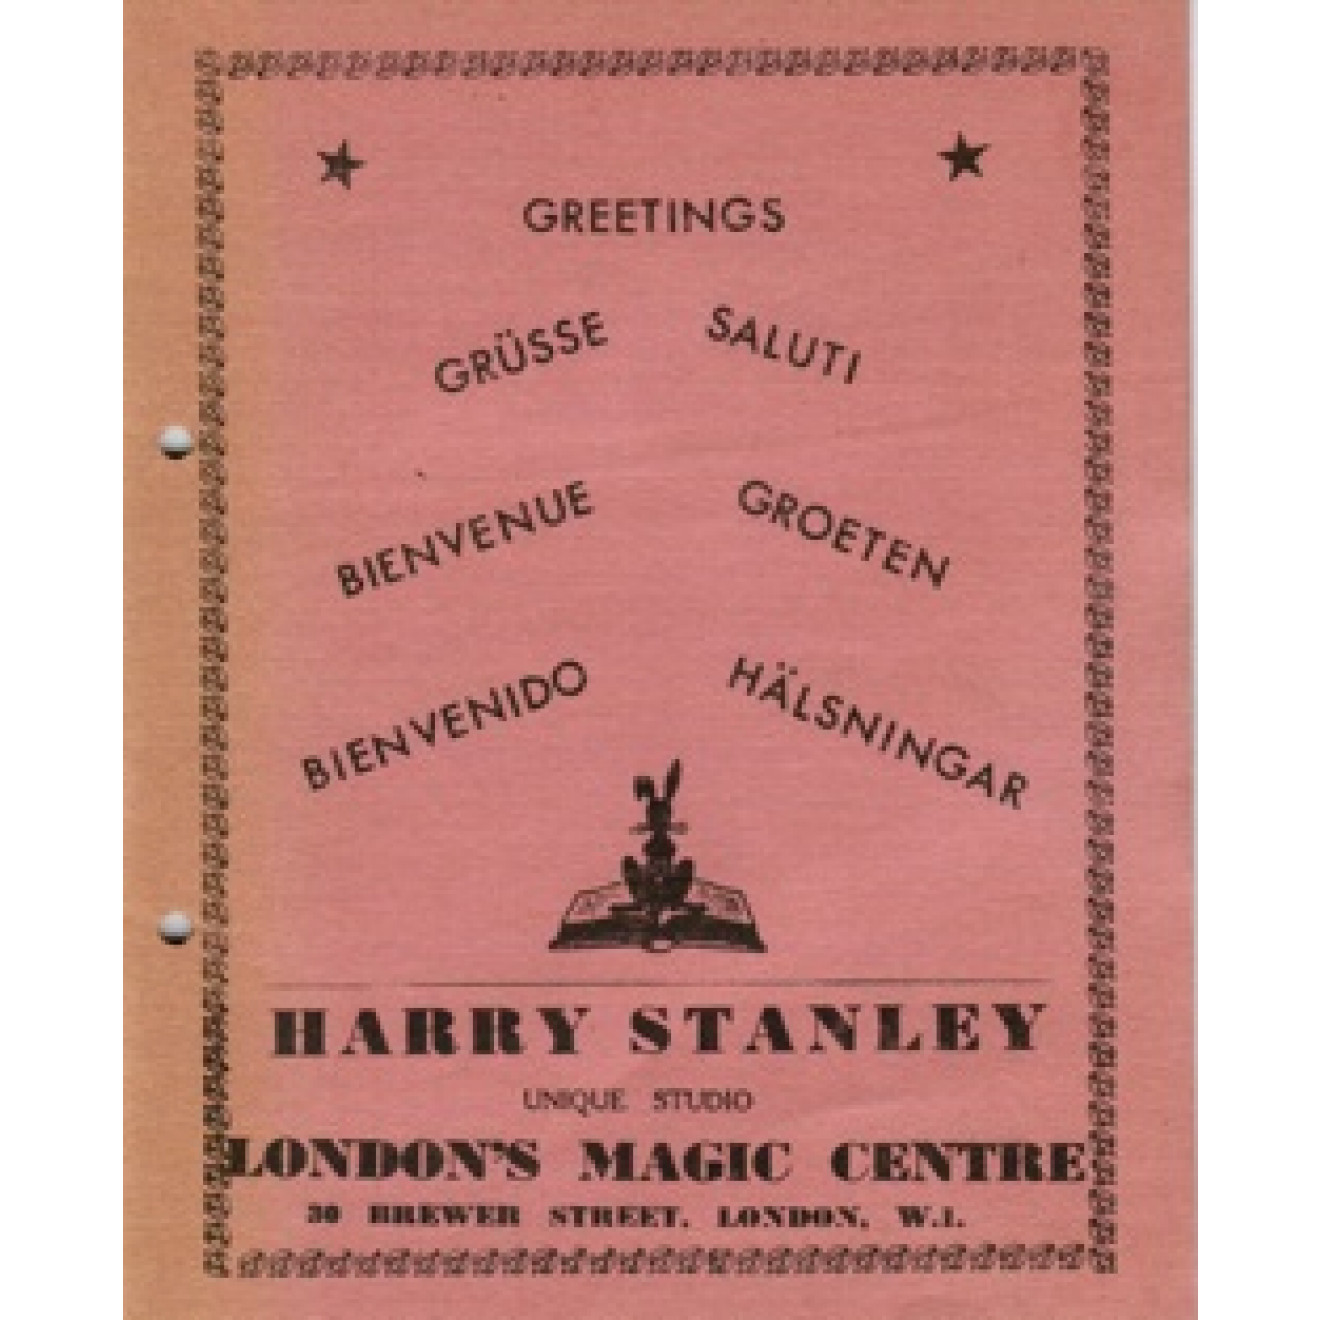 GREETINGS
GRÜSSE SALUTI
BIENVENUE GROETEN
BIENVENIDO HÄLSNINGAR
HARRY STANLEY
UNIQUE STUDIO
LONDON'S MAGIC CENTRE
30 BREWER STREET, LONDON, W.1.